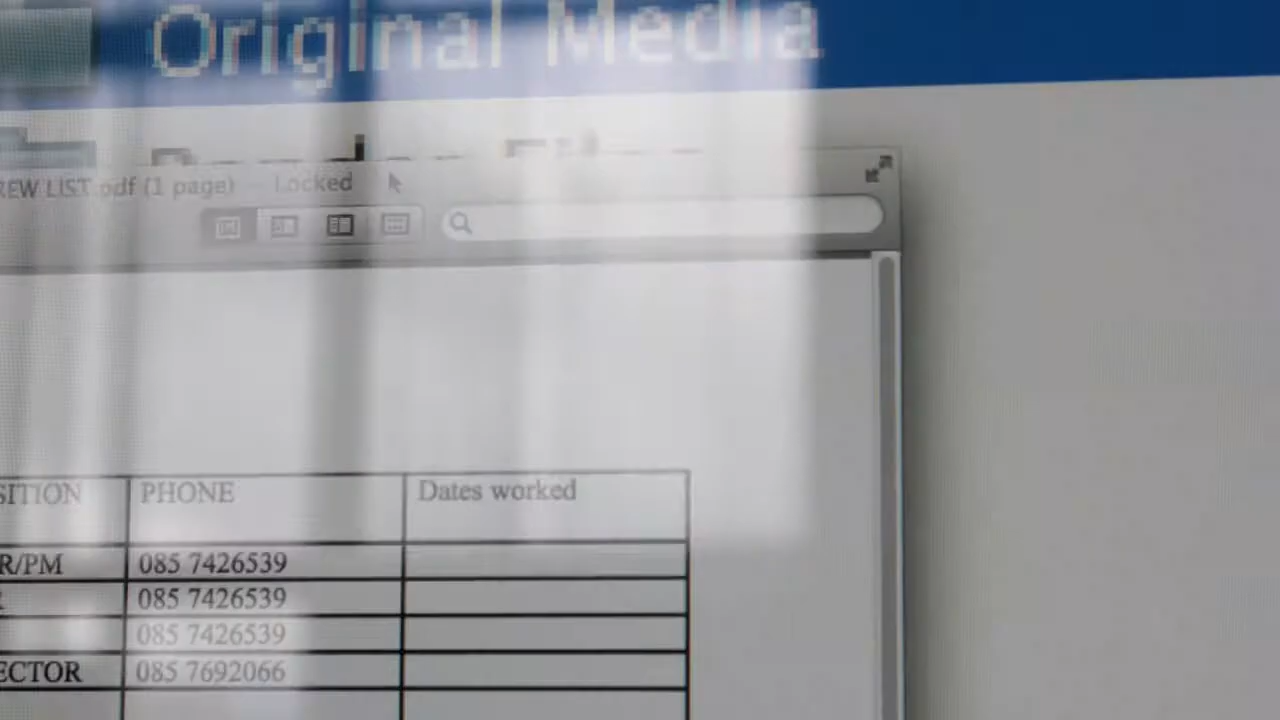 Original Media
REW LIST.pdf (1 page) — Locked
SITION PHONE Dates worked
R/PM 085 7426539
R 085 7426539
085 7426539
ECTOR 085 7692066